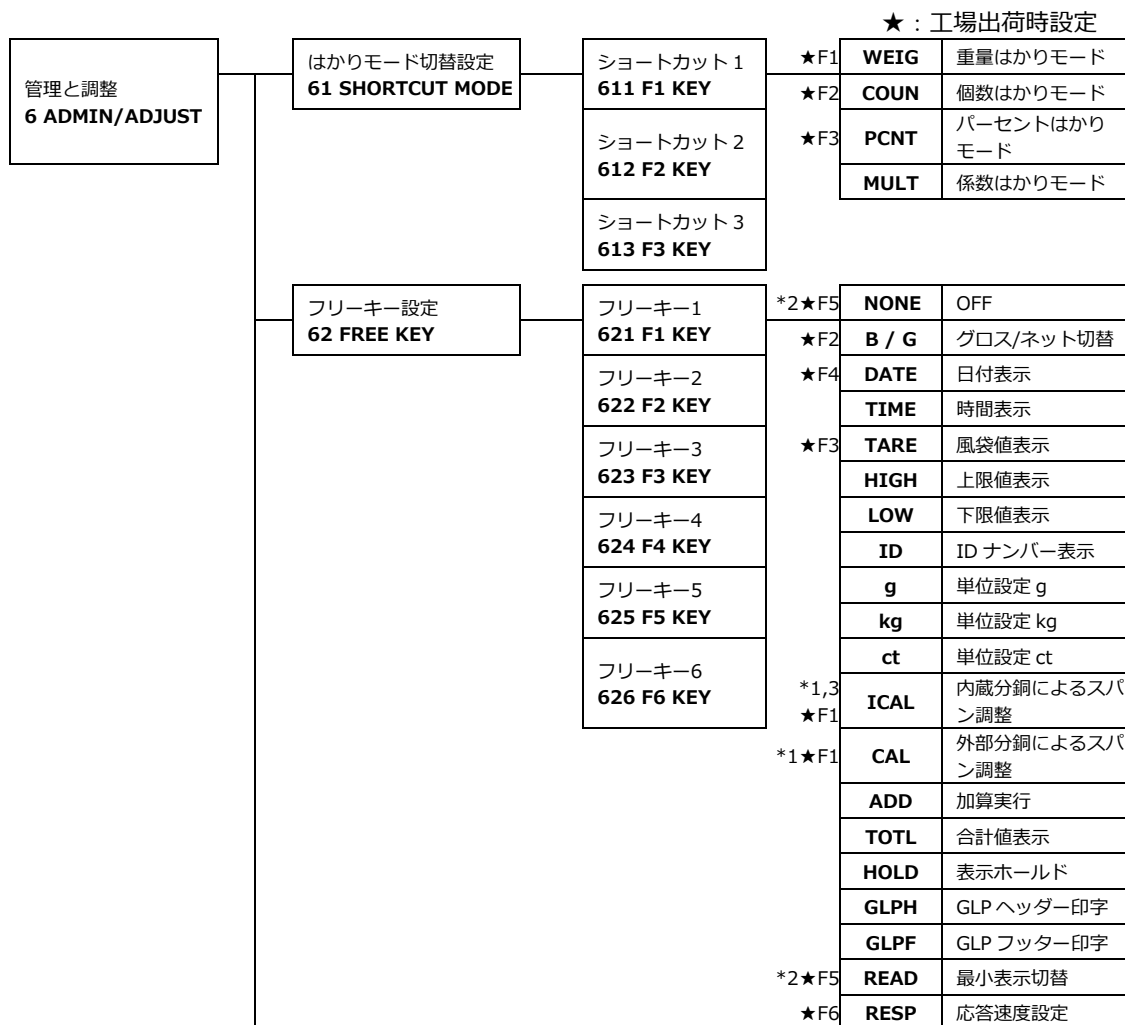 ★：工場出荷時設定
管理と調整
6 ADMIN/ADJUST
はかりモード切替設定
61 SHORTCUT MODE
ショートカット 1
611 F1 KEY
ショートカット 2
612 F2 KEY
ショートカット 3
613 F3 KEY
★F1 WEIG 重量はかりモード
★F2 COUN 個数はかりモード
★F3 PCNT パーセントはかり
モード
MULT 係数はかりモード
フリーキー設定
62 FREE KEY
フリーキー1
621 F1 KEY
フリーキー2
622 F2 KEY
フリーキー3
623 F3 KEY
フリーキー4
624 F4 KEY
フリーキー5
625 F5 KEY
フリーキー6
626 F6 KEY
*2★F5 NONE OFF
★F2 B / G グロス/ネット切替
★F4 DATE 日付表示
TIME 時間表示
★F3 TARE 風袋値表示
HIGH 上限値表示
LOW 下限値表示
ID ID ナンバー表示
g 単位設定 g
kg 単位設定 kg
ct 単位設定 ct
*1,3
★F1 ICAL 内蔵分銅によるスパ
ン調整
*1★F1 CAL 外部分銅によるスパ
ン調整
ADD 加算実行
TOTL 合計値表示
HOLD 表示ホールド
GLPH GLP ヘッダー印字
GLPF GLP フッター印字
*2★F5 READ 最小表示切替
★F6 RESP 応答速度設定